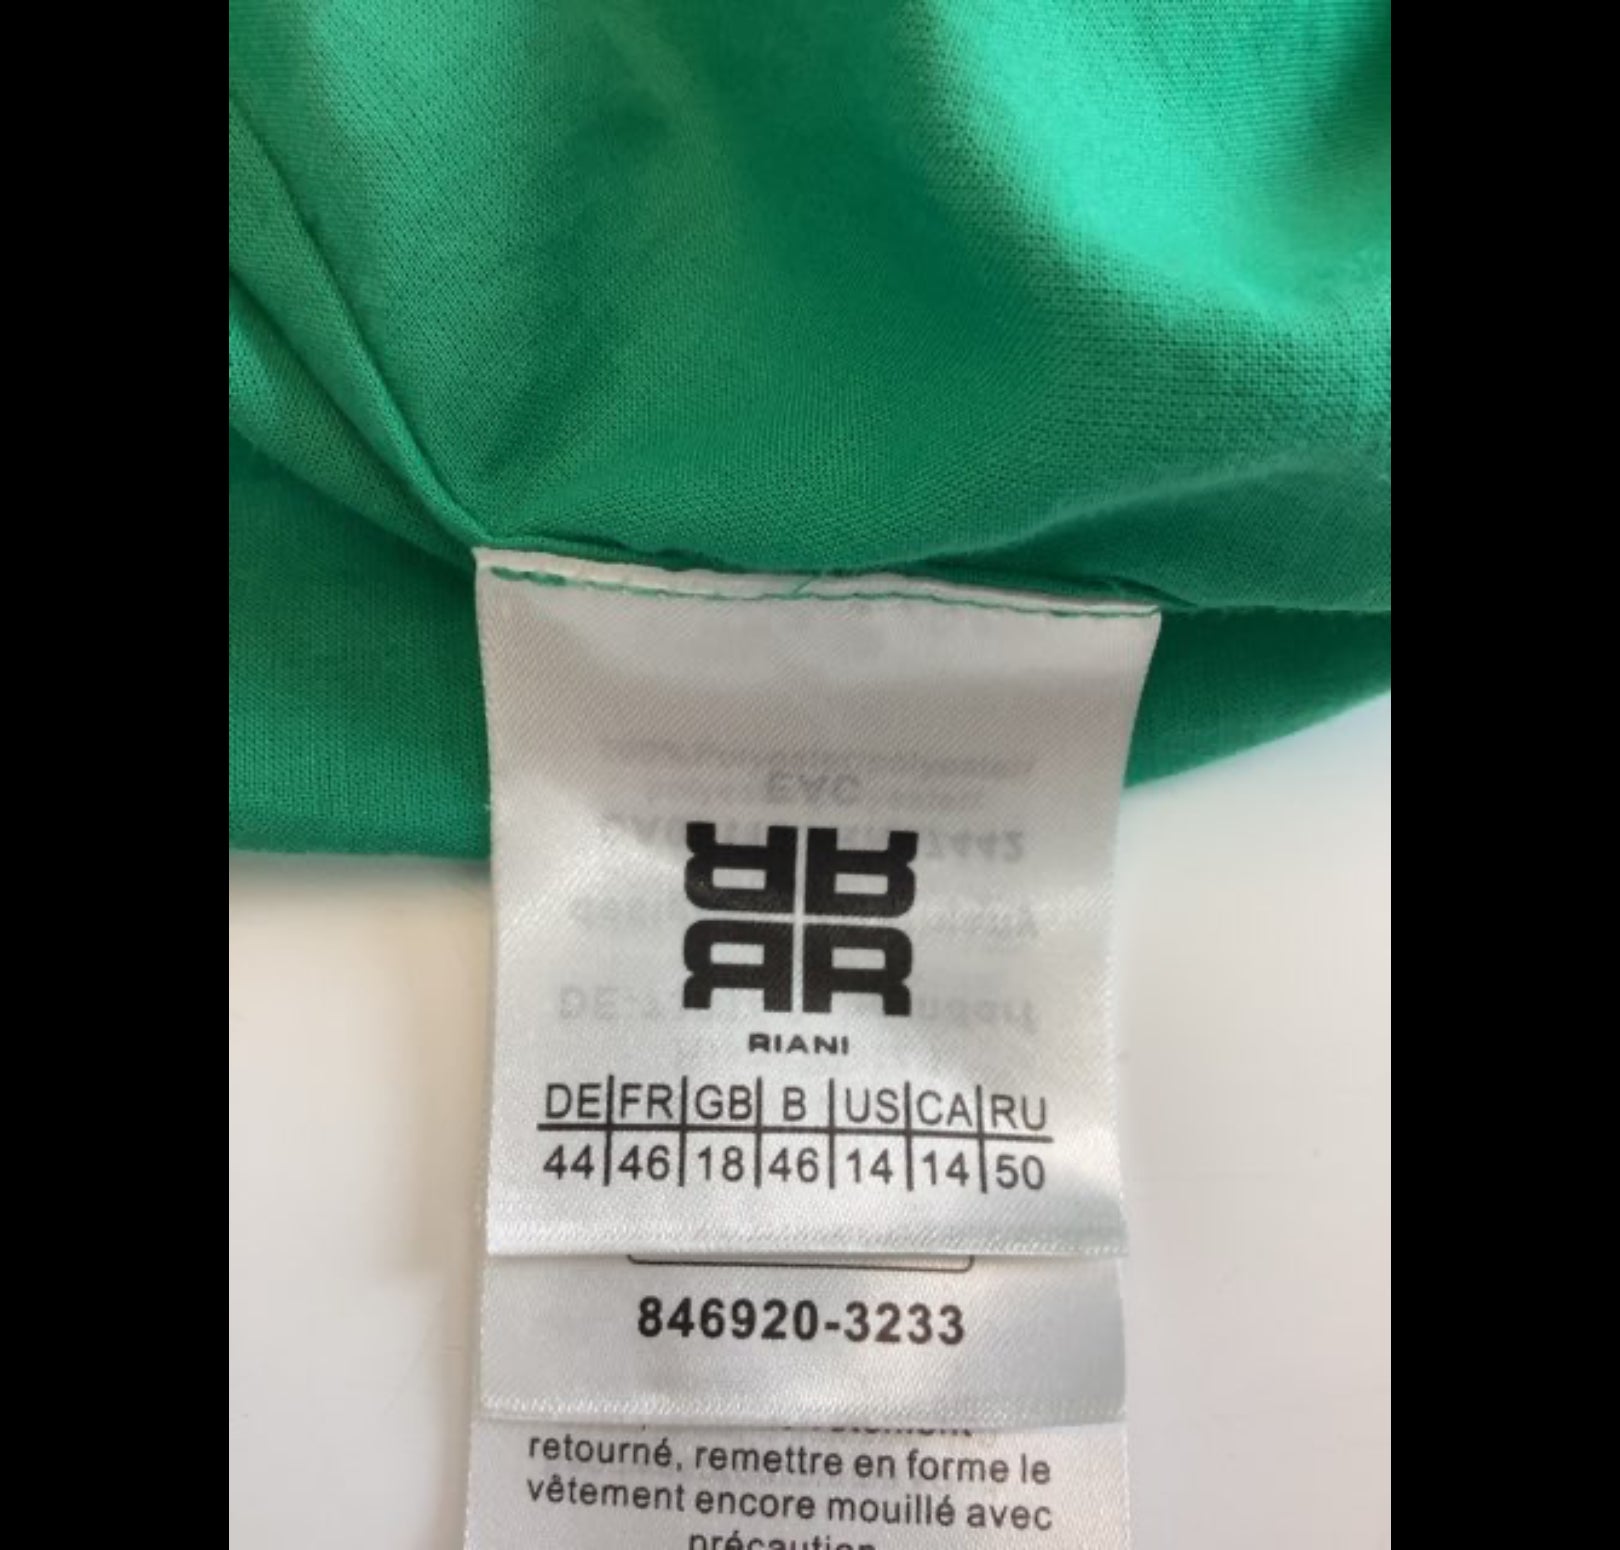 RIANI
DE|FR|GB|B|US|CA|RU
44|46|18|46|14|14|50
846920-3233
retourné, remettre en forme le
vêtement encore mouillé avec
précaution